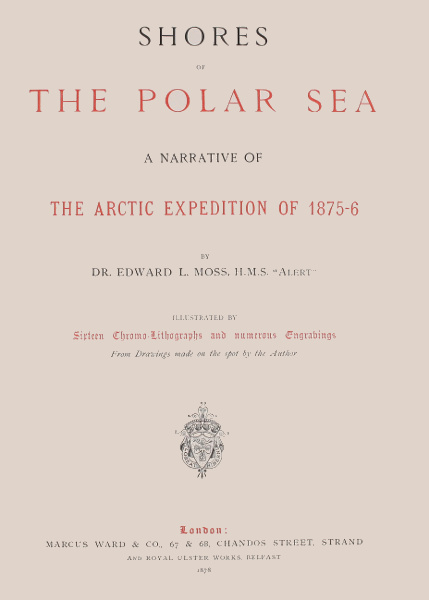 SHORES
OF
THE POLAR SEA
A NARRATIVE OF
THE ARCTIC EXPEDITION OF 1875-6
BY
DR. EDWARD L. MOSS, H.M.S. "ALERT"
ILLUSTRATED BY
Sixteen Chromo-Lithographs and numerous Engravings
From Drawings made on the spot by the Author
London:
MARCUS WARD & CO., 67 & 68, CHANDOS STREET, STRAND
AND ROYAL ULSTER WORKS, BELFAST
1878